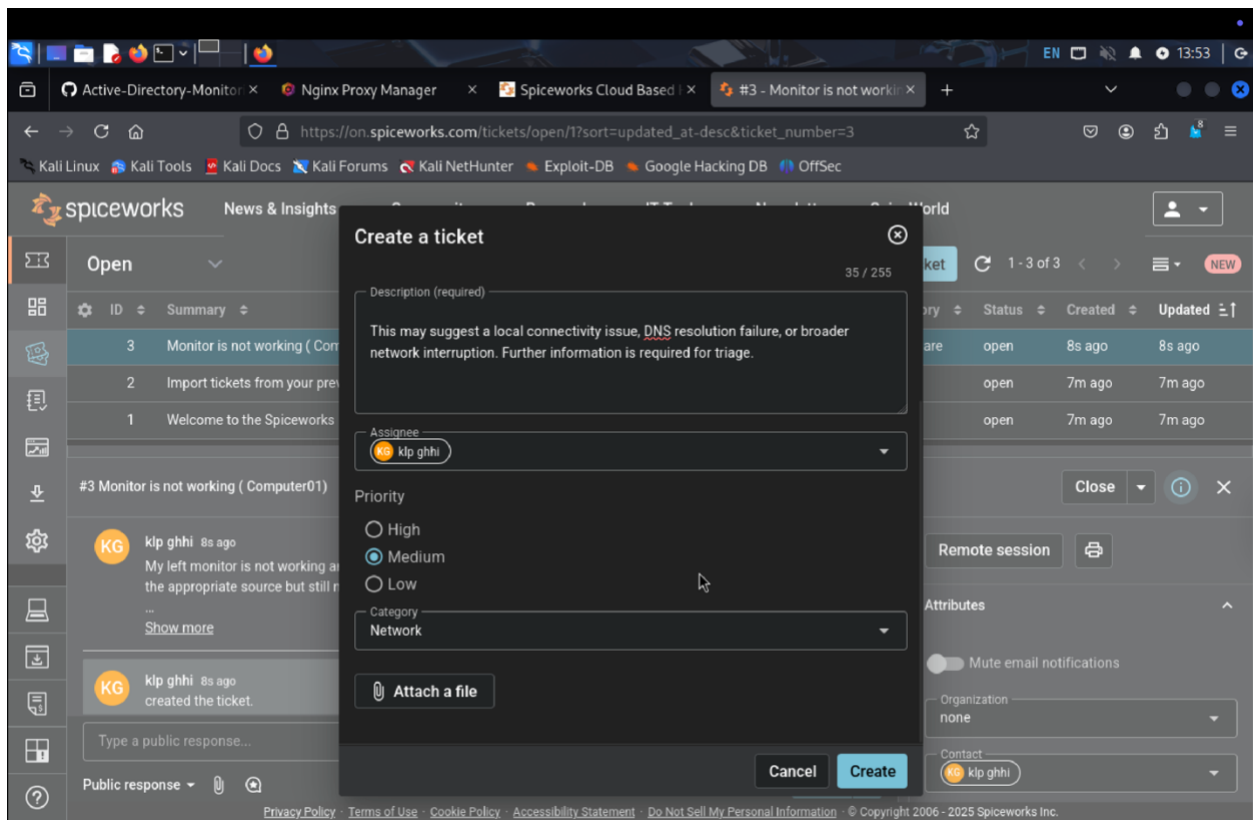 EN 13:53
Active-Directory-Monitor Nginx Proxy Manager Spiceworks Cloud Based #3 - Monitor is not workin
https://on.spiceworks.com/tickets/open/1?sort=updated_at-desc&ticket_number=3
8
Kali Linux Kali Tools Kali Docs Kali Forums Kali NetHunter Exploit-DB Google Hacking DB OffSec
spiceworks News & Insights
Create a ticket
35 / 255
Open 1 - 3 of 3 NEW
ID Summary Status Created Updated
3 Monitor is not working ( Com open 8s ago 8s ago
2 Import tickets from your pre open 7m ago 7m ago
1 Welcome to the Spiceworks open 7m ago 7m ago
Description (required)
This may suggest a local connectivity issue, DNS resolution failure, or broader
network interruption. Further information is required for triage.
Assignee
KG klp ghhi
Priority
High
Medium
Low
Category
Network
Attach a file
Cancel Create
#3 Monitor is not working ( Computer01) Close
KG klp ghhi 8s ago
My left monitor is not working
the appropriate source but still
...
Show more
KG klp ghhi 8s ago
created the ticket.
Type a public response...
Public response
Remote session
Attributes
Mute email notifications
Organization
none
Contact
KG klp ghhi
Privacy Policy · Terms of Use · Cookie Policy · Accessibility Statement · Do Not Sell My Personal Information · © Copyright 2006 - 2025 Spiceworks Inc.